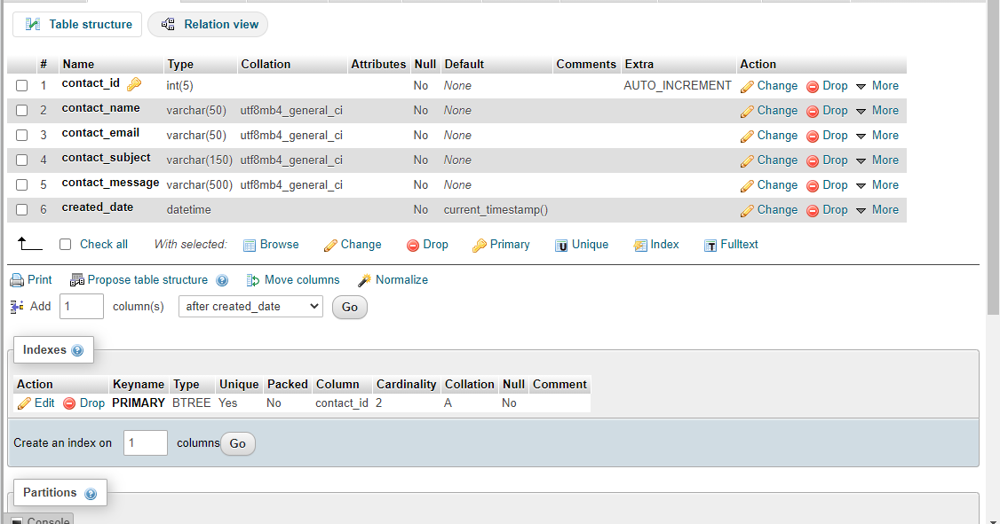 Table structure Relation view
# Name Type Collation Attributes Null Default Comments Extra Action
1 contact_id int(5) No None AUTO_INCREMENT Change Drop More
2 contact_name varchar(50) utf8mb4_general_ci No None Change Drop More
3 contact_email varchar(50) utf8mb4_general_ci No None Change Drop More
4 contact_subject varchar(150) utf8mb4_general_ci No None Change Drop More
5 contact_message varchar(500) utf8mb4_general_ci No None Change Drop More
6 created_date datetime No current_timestamp() Change Drop More
Check all With selected: Browse Change Drop Primary Unique Index Fulltext
Print Propose table structure Move columns Normalize
Add 1 column(s) after created_date Go
Indexes
Action Keyname Type Unique Packed Column Cardinality Collation Null Comment
Edit Drop PRIMARY BTREE Yes No contact_id 2 A No
Create an index on 1 columns Go
Partitions
Console